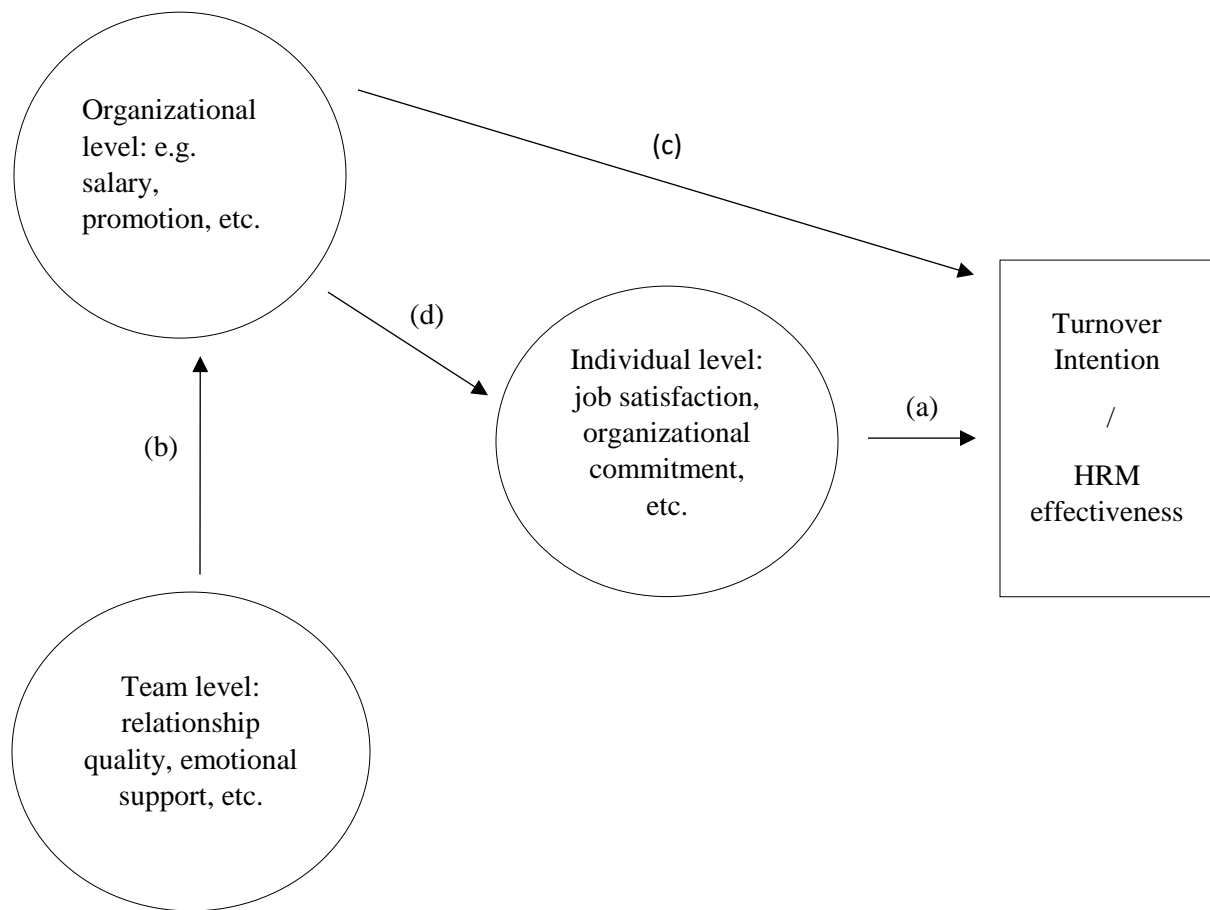 Organizational
level: e.g.
salary,
promotion, etc.
(c)
(d)
Individual level:
job satisfaction,
organizational
commitment,
etc.
(a)
Turnover
Intention
/
HRM
effectiveness
(b)
Team level:
relationship
quality, emotional
support, etc.